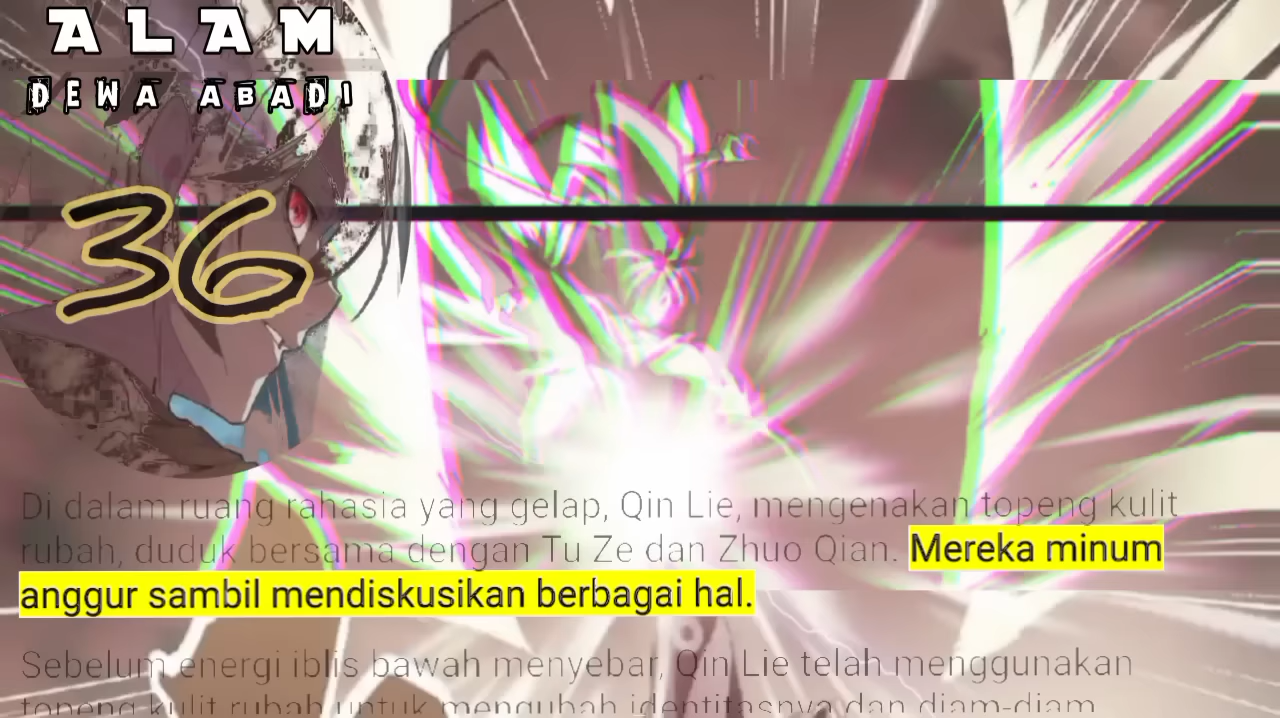 ALAM
DEWA ABADI
36
Di dalam ruang rahasia yang gelap, Qin Lie, mengenakan topeng kulit
rubah, duduk bersama dengan Tu Ze dan Zhuo Qian. Mereka minum
anggur sambil mendiskusikan berbagai hal.
Sebelum energi iblis bawah menyebar, Qin Lie telah menggunakan
topeng kulit rubah untuk mengubah identitasnya dan diam-diam